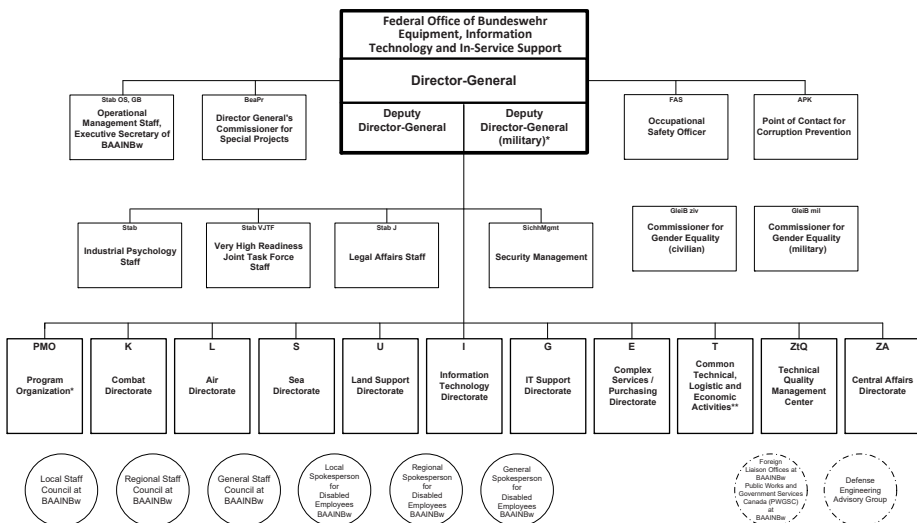 Federal Office of Bundeswehr
Equipment, Information
Technology and In-Service Support
Director-General
Deputy
Director-General
Deputy
Director-General
(military)*
Stab OS, GB
Operational
Management Staff,
Executive Secretary of
BAAINBw
BeaPr
Director General's
Commissioner for
Special Projects
FAS
Occupational
Safety Officer
APK
Point of Contact for
Corruption Prevention
Stab
Industrial Psychology
Staff
Stab VJTF
Very High Readiness
Joint Task Force
Staff
Stab J
Legal Affairs Staff
SichhMgmt
Security Management
GleiB ziv
Commissioner for
Gender Equality
(civilian)
GleiB mil
Commissioner for
Gender Equality
(military)
PMO
Program
Organization*
K
Combat
Directorate
L
Air
Directorate
S
Sea
Directorate
U
Land Support
Directorate
I
Information
Technology
Directorate
G
IT Support
Directorate
E
Complex
Services /
Purchasing
Directorate
T
Common
Technical,
Logistic and
Economic
Activities**
ZtQ
Technical
Quality
Management
Center
ZA
Central Affairs
Directorate
Local Staff
Council at
BAAINBw
Regional Staff
Council at
BAAINBw
General Staff
Council at
BAAINBw
Local
Spokesperson
for
Disabled
Employees
BAAINBw
Regional
Spokesperson
for
Disabled
Employees
BAAINBw
General
Spokesperson
for
Disabled
Employees
BAAINBw
Foreign
Liaison Offices at
BAAINBw
Public Works and
Government Services
Canada (PWGSC)
at
BAAINBw
Defense
Engineering
Advisory Group